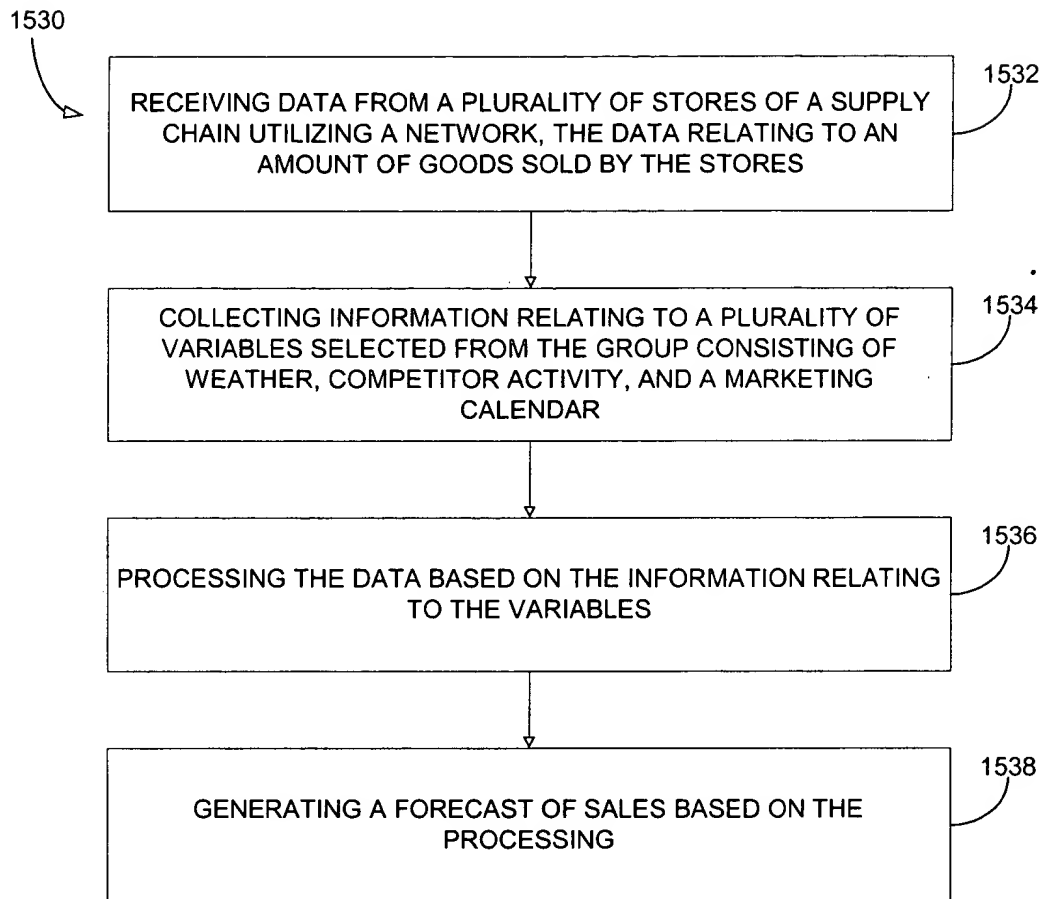 1530
1532
RECEIVING DATA FROM A PLURALITY OF STORES OF A SUPPLY
CHAIN UTILIZING A NETWORK, THE DATA RELATING TO AN
AMOUNT OF GOODS SOLD BY THE STORES
1534
COLLECTING INFORMATION RELATING TO A PLURALITY OF
VARIABLES SELECTED FROM THE GROUP CONSISTING OF
WEATHER, COMPETITOR ACTIVITY, AND A MARKETING
CALENDAR
1536
PROCESSING THE DATA BASED ON THE INFORMATION RELATING
TO THE VARIABLES
1538
GENERATING A FORECAST OF SALES BASED ON THE
PROCESSING